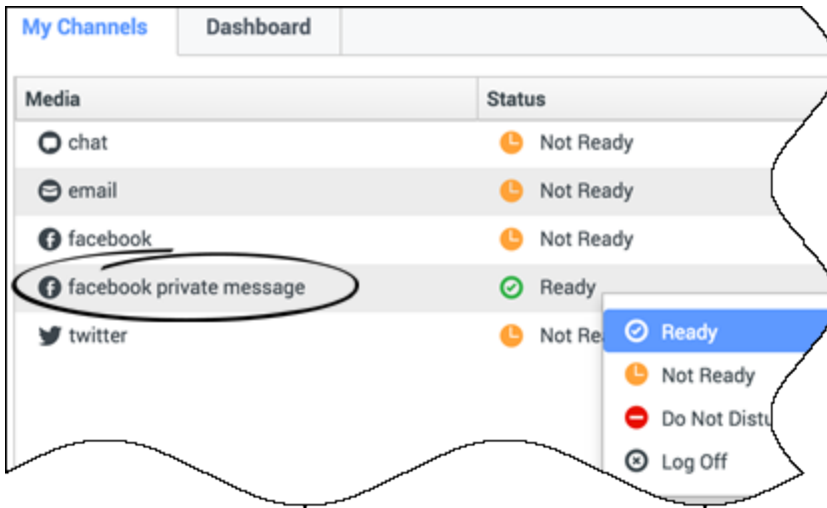 My Channels Dashboard
Media Status
chat Not Ready
email Not Ready
facebook Not Ready
facebook private message Ready
twitter Not Re
Ready
Not Ready
Do Not Distu
Log Off